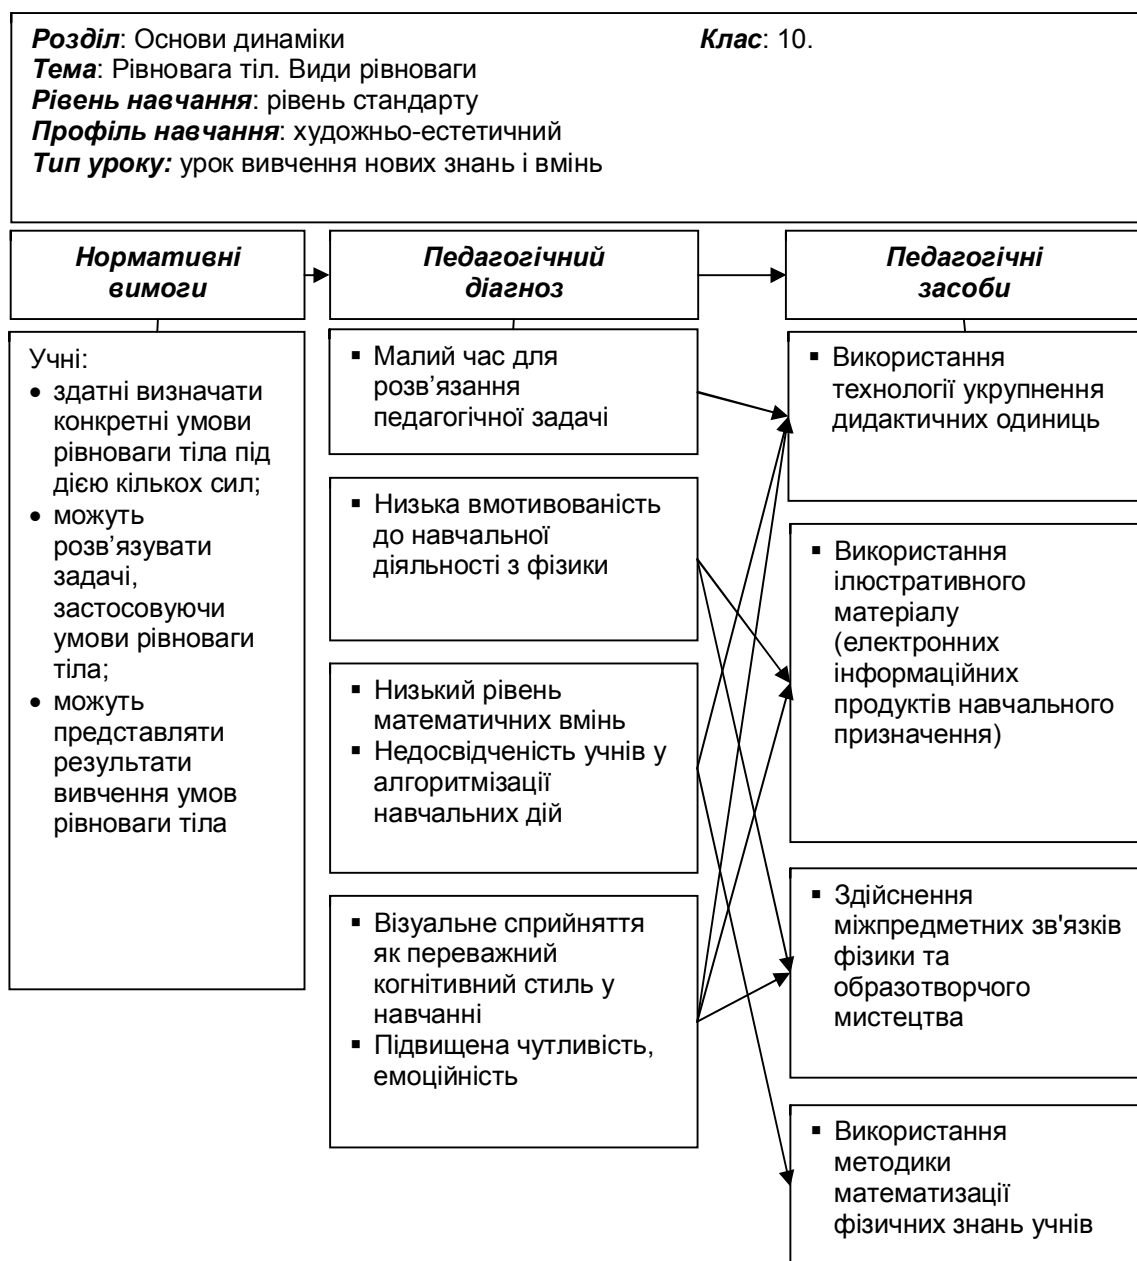 Розділ: Основи динаміки Клас: 10.
Тема: Рівновага тіл. Види рівноваги
Рівень навчання: рівень стандарту
Профіль навчання: художньо-естетичний
Тип уроку: урок вивчення нових знань і вмінь
Нормативні
вимоги
Педагогічний
діагноз
Педагогічні
засоби
Учні:
• здатні визначати
конкретні умови
рівноваги тіла під
дією кількох сил;
• можуть
розв'язувати
задачі,
застосовуючи
умови рівноваги
тіла;
• можуть
представляти
результати
вивчення умов
рівноваги тіла
▪ Малий час для
розв'язання
педагогічної задачі
▪ Низька вмотивованість
до навчальної
діяльності з фізики
▪ Низький рівень
математичних вмінь
▪ Недосвідченість учнів у
алгоритмізації
навчальних дій
▪ Візуальне сприйняття
як переважний
когнітивний стиль у
навчанні
▪ Підвищена чутливість,
емоційність
▪ Використання
технології укрупнення
дидактичних одиниць
▪ Використання
ілюстративного
матеріалу
(електронних
інформаційних
продуктів навчального
призначення)
▪ Здійснення
міжпредметних зв'язків
фізики та
образотворчого
мистецтва
▪ Використання
методики
математизації
фізичних знань учнів